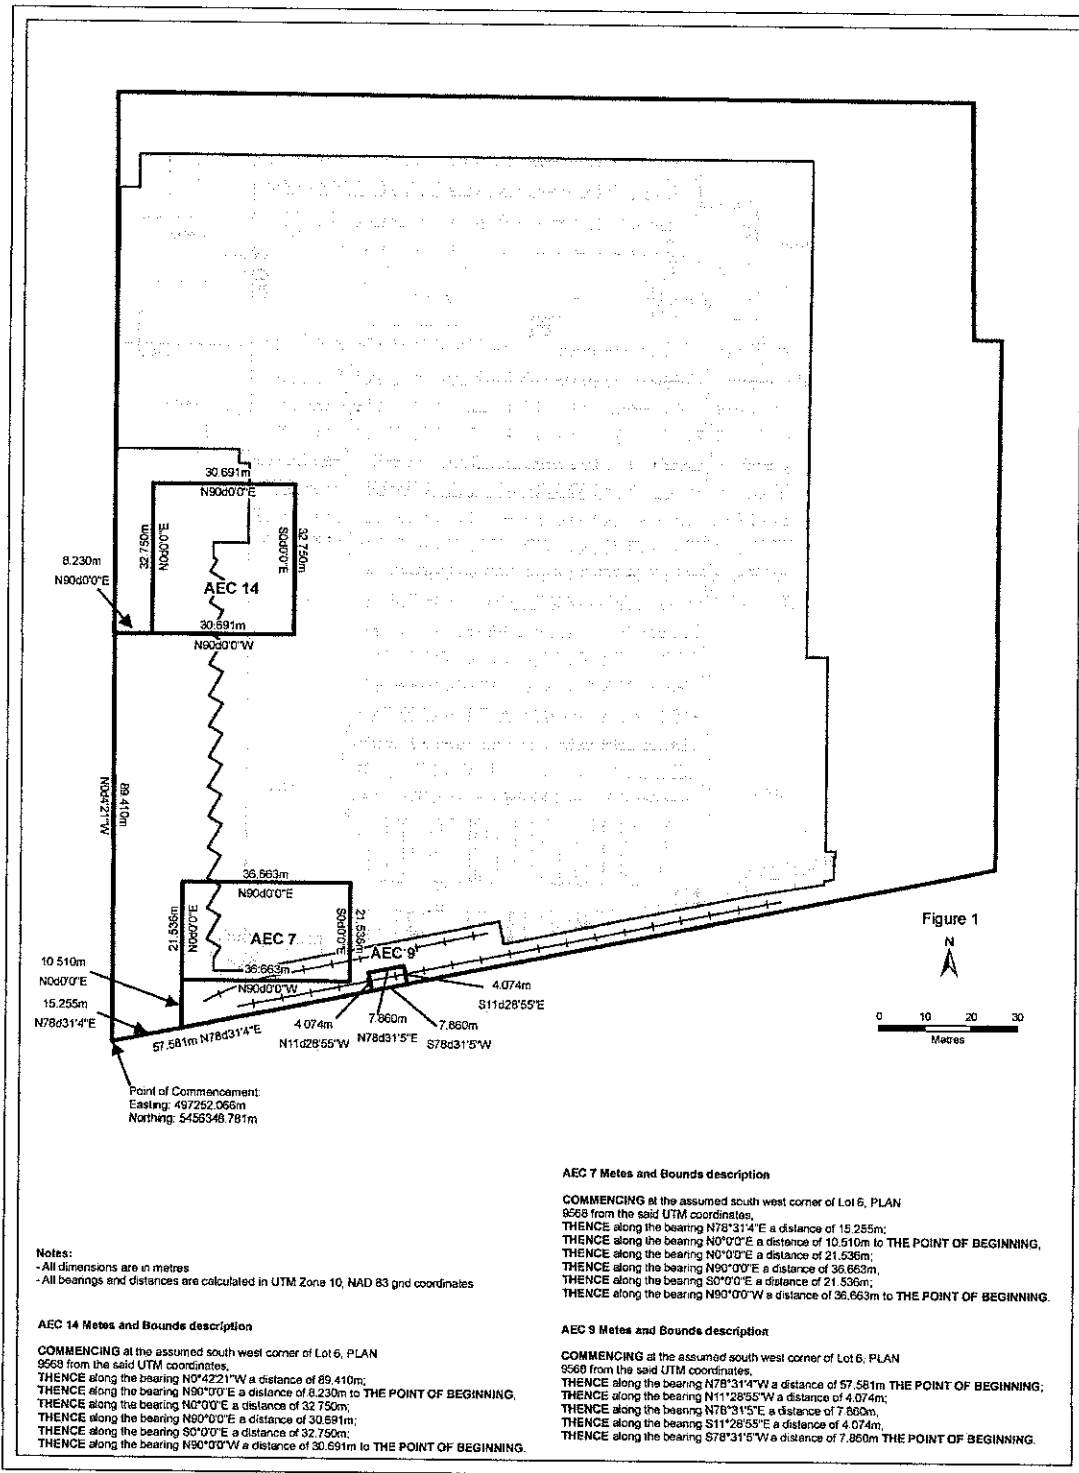 30.691m
N90d0'0"E
32.750m
N0d0'0"E
S0d0'0"E
32.750m
8.230m
N90d0'0"E
AEC 14
30.691m
N90d0'0"W
89.410m
N0d4'21"W
36.663m
N90d0'0"E
21.536m
N0d0'0"E
S0d0'0"E
21.536m
AEC 7
AEC 9
36.663m
N90d0'0"W
10.510m
N0d0'0"E
15.255m
N78d31'4"E
57.581m N78d31'4"E
4.074m
N11d28'55"W
7.860m
N78d31'5"E
7.860m
S78d31'5"W
4.074m
S11d28'55"E
Figure 1
N
0 10 20 30
Metres
Point of Commencement:
Easting: 497252.066m
Northing: 5456348.781m
Notes:
- All dimensions are in metres
- All bearings and distances are calculated in UTM Zone 10, NAD 83 grid coordinates
AEC 14 Metes and Bounds description
COMMENCING at the assumed south west corner of Lot 6, PLAN
9568 from the said UTM coordinates,
THENCE along the bearing N0°42'21"W a distance of 89.410m;
THENCE along the bearing N90°0'0"E a distance of 8.230m to THE POINT OF BEGINNING,
THENCE along the bearing N0°0'0"E a distance of 32.750m;
THENCE along the bearing N90°0'0"E a distance of 30.691m;
THENCE along the bearing S0°0'0"E a distance of 32.750m;
THENCE along the bearing N90°0'0"W a distance of 30.691m to THE POINT OF BEGINNING.
AEC 7 Metes and Bounds description
COMMENCING at the assumed south west corner of Lot 6, PLAN
9568 from the said UTM coordinates,
THENCE along the bearing N78°31'4"E a distance of 15.255m;
THENCE along the bearing N0°0'0"E a distance of 10.510m to THE POINT OF BEGINNING,
THENCE along the bearing N0°0'0"E a distance of 21.536m;
THENCE along the bearing N90°0'0"E a distance of 36.663m,
THENCE along the bearing S0°0'0"E a distance of 21.536m;
THENCE along the bearing N90°0'0"W a distance of 36.663m to THE POINT OF BEGINNING.
AEC 9 Metes and Bounds description
COMMENCING at the assumed south west corner of Lot 6, PLAN
9568 from the said UTM coordinates,
THENCE along the bearing N78°31'4"W a distance of 57.581m THE POINT OF BEGINNING;
THENCE along the bearing N11°28'55"W a distance of 4.074m;
THENCE along the bearing N78°31'5"E a distance of 7.860m,
THENCE along the bearing S11°28'55"E a distance of 4.074m,
THENCE along the bearing S78°31'5"W a distance of 7.860m THE POINT OF BEGINNING.